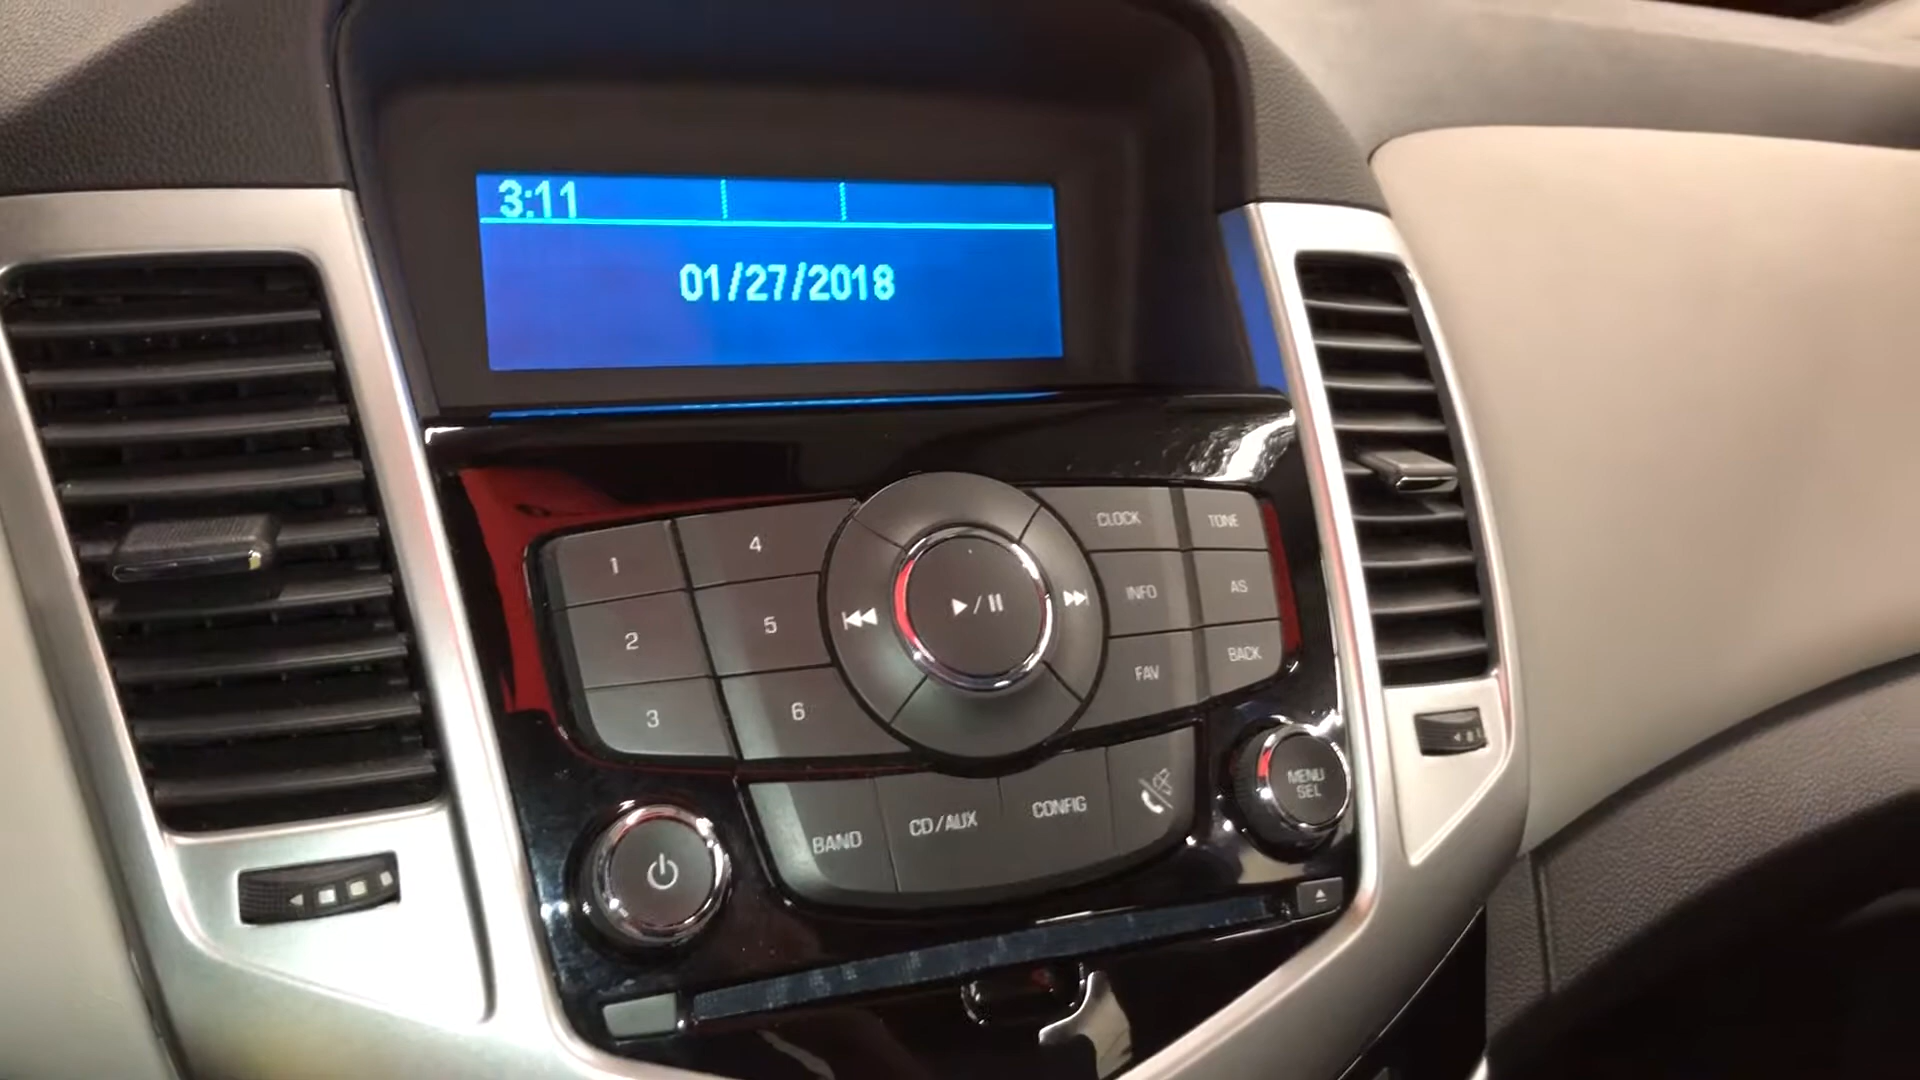 3:11
01/27/2018
1
4
CLOCK
TONE
2
5
INFO
AS
3
6
FAV
BACK
BAND
CD/AUX
CONFIG
MENU
SEL